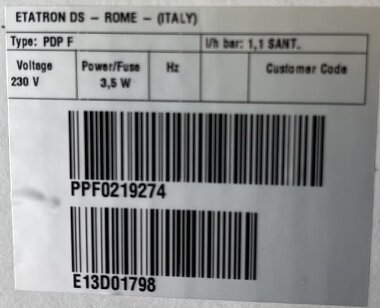 ETATRON DS - ROME - (ITALY)
Type: PDP F l/h bar: 1,1 SANT.
Voltage Power/Fuse Hz Customer Code
230 V 3,5 W
PPF0219274
E13D01798